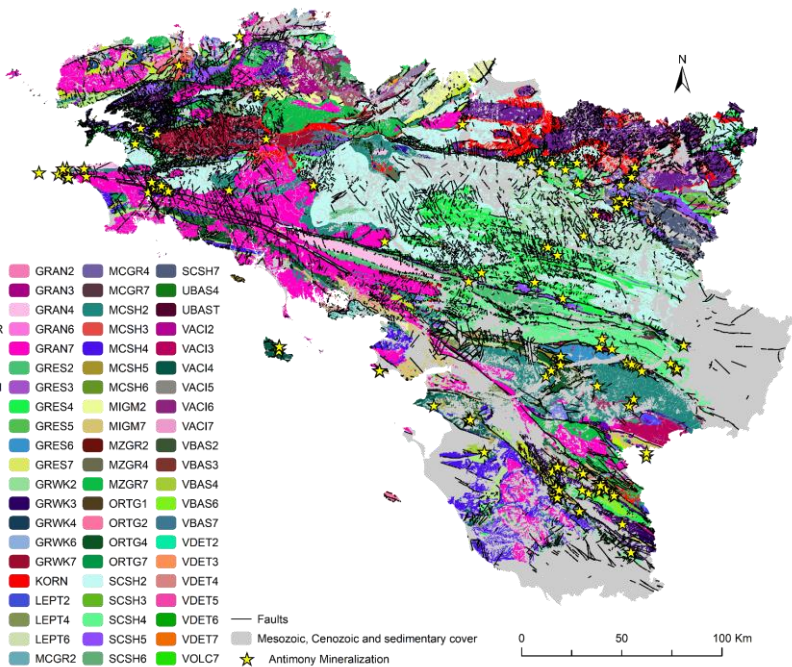 N
GRAN2 MCGR4 SCSH7
GRAN3 MCGR7 UBAS4
GRAN4 MCSH2 UBAST
GRAN6 MCSH3 VACI2
GRAN7 MCSH4 VACI3
GRES2 MCSH5 VACI4
GRES3 MCSH6 VACI5
GRES4 MIGM2 VACI6
GRES5 MIGM7 VACI7
GRES6 MZGR2 VBAS2
GRES7 MZGR4 VBAS3
GRWK2 MZGR7 VBAS4
GRWK3 ORTG1 VBAS6
GRWK4 ORTG2 VBAS7
GRWK6 ORTG4 VDET2
GRWK7 ORTG7 VDET3
KORN SCSH2 VDET4
LEPT2 SCSH3 VDET5
LEPT4 SCSH4 VDET6
LEPT6 SCSH5 VDET7
MCGR2 SCSH6 VOLC7
Faults
Mesozoic, Cenozoic and sedimentary cover
Antimony Mineralization
0 50 100 Km